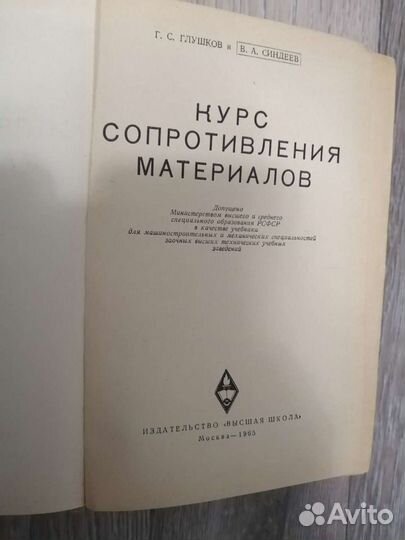 Г. С. ГЛУШКОВ и В. А. СИНДЕЕВ
КУРС
СОПРОТИВЛЕНИЯ
МАТЕРИАЛОВ
Допущено
Министерством высшего и среднего
специального образования РСФСР
в качестве учебника
для машиностроительных и механических специальностей
заочных высших технических учебных
заведений
ИЗДАТЕЛЬСТВО «ВЫСШАЯ ШКОЛА»
Москва—1965
Avito